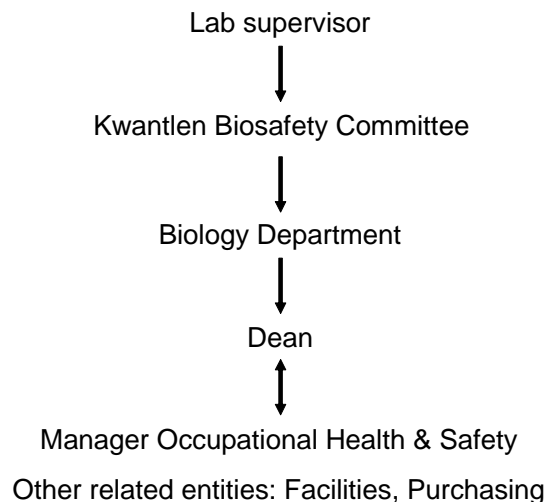 Lab supervisor
Kwantlen Biosafety Committee
Biology Department
Dean
Manager Occupational Health & Safety
Other related entities: Facilities, Purchasing